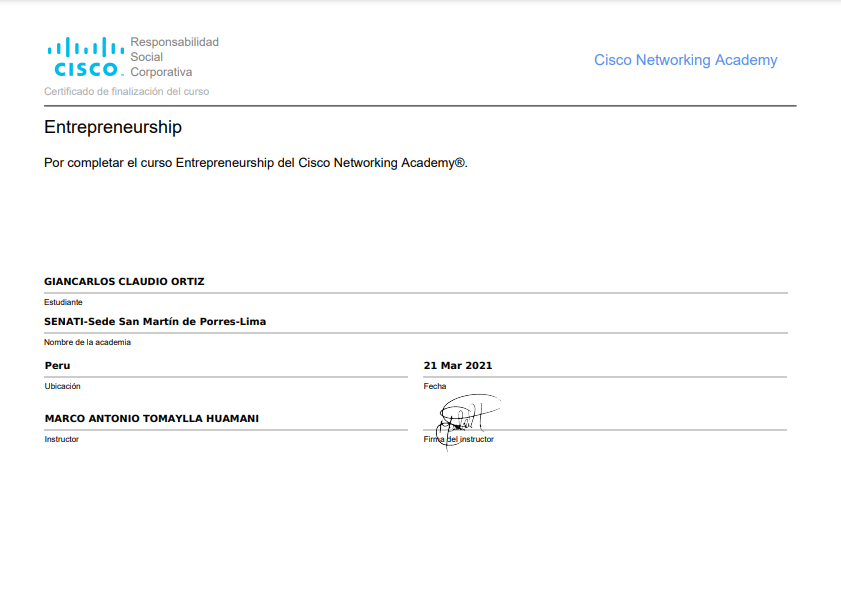 Responsabilidad
Social
CISCO. Corporativa
Cisco Networking Academy
Certificado de finalización del curso
Entrepreneurship
Por completar el curso Entrepreneurship del Cisco Networking Academy®.
GIANCARLOS CLAUDIO ORTIZ
Estudiante
SENATI-Sede San Martín de Porres-Lima
Nombre de la academia
Peru
Ubicación
21 Mar 2021
Fecha
MARCO ANTONIO TOMAYLLA HUAMANI
Instructor
Firma del instructor